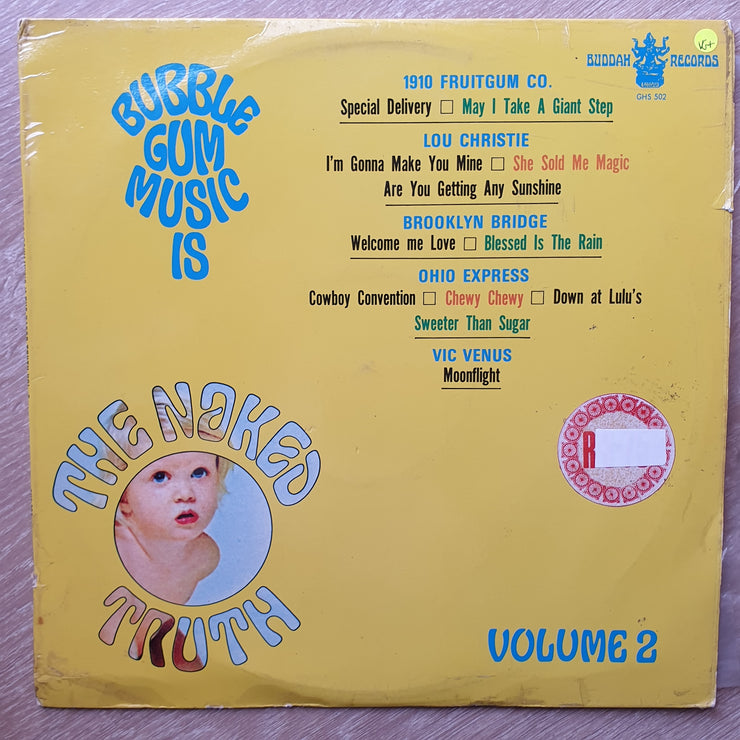 BUBBLE
GUM
MUSIC
IS
BUDDAH RECORDS
GHS 502
VG+
1910 FRUITGUM CO.
Special Delivery □ May I Take A Giant Step
LOU CHRISTIE
I'm Gonna Make You Mine □ She Sold Me Magic
Are You Getting Any Sunshine
BROOKLYN BRIDGE
Welcome me Love □ Blessed Is The Rain
OHIO EXPRESS
Cowboy Convention □ Chewy Chewy □ Down at Lulu's
Sweeter Than Sugar
VIC VENUS
Moonflight
THE NAKED
TRUTH
R
VOLUME 2